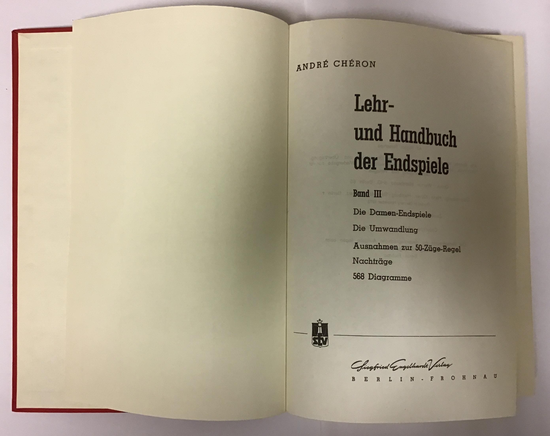 ANDRÉ CHÉRON
Lehr-
und Handbuch
der Endspiele
Band III
Die Damen-Endspiele
Die Umwandlung
Ausnahmen zur 50-Züge-Regel
Nachträge
568 Diagramme
SEV
Siegfried Engelhardt Verlag
BERLIN-FROHNAU